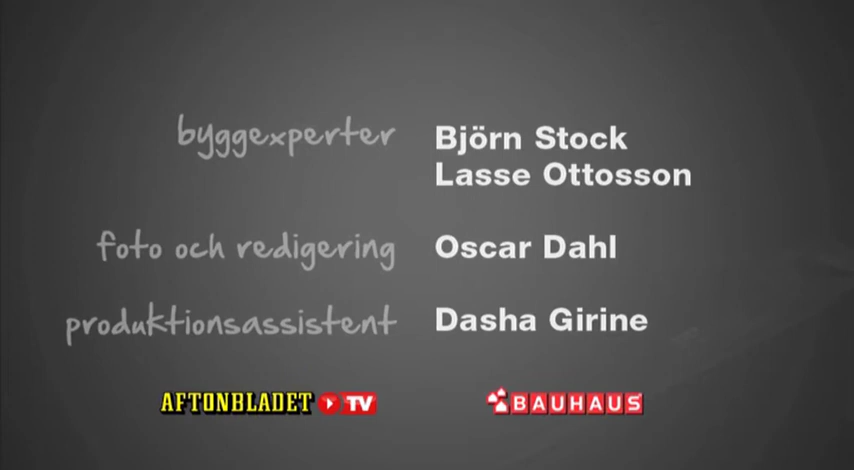 byggexperter Björn Stock
Lasse Ottosson
foto och redigering Oscar Dahl
produktionsassistent Dasha Girine
AFTONBLADET TV BAUHAUS